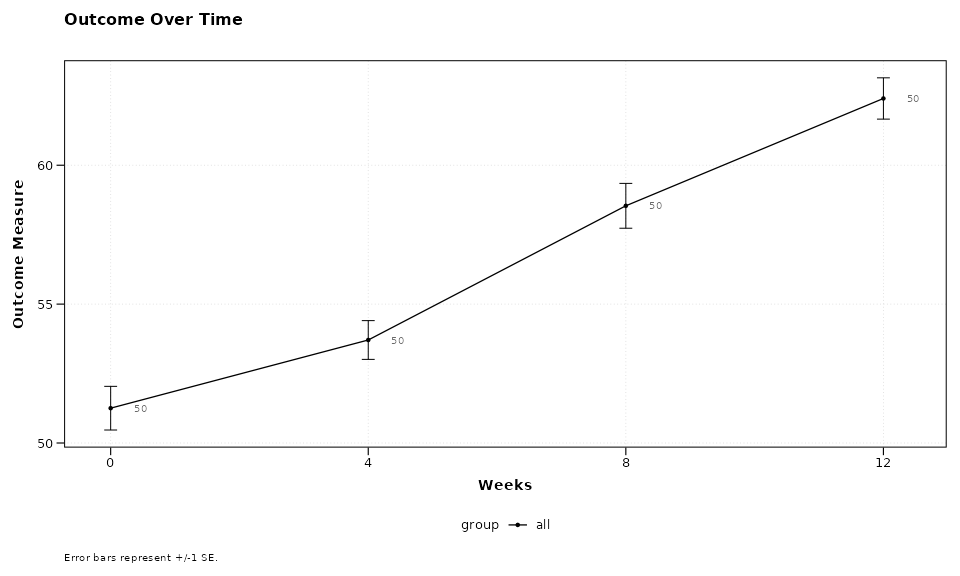 Outcome Over Time
Outcome Measure
60
55
50
50
50
50
50
0 4 8 12
Weeks
group all
Error bars represent +/-1 SE.